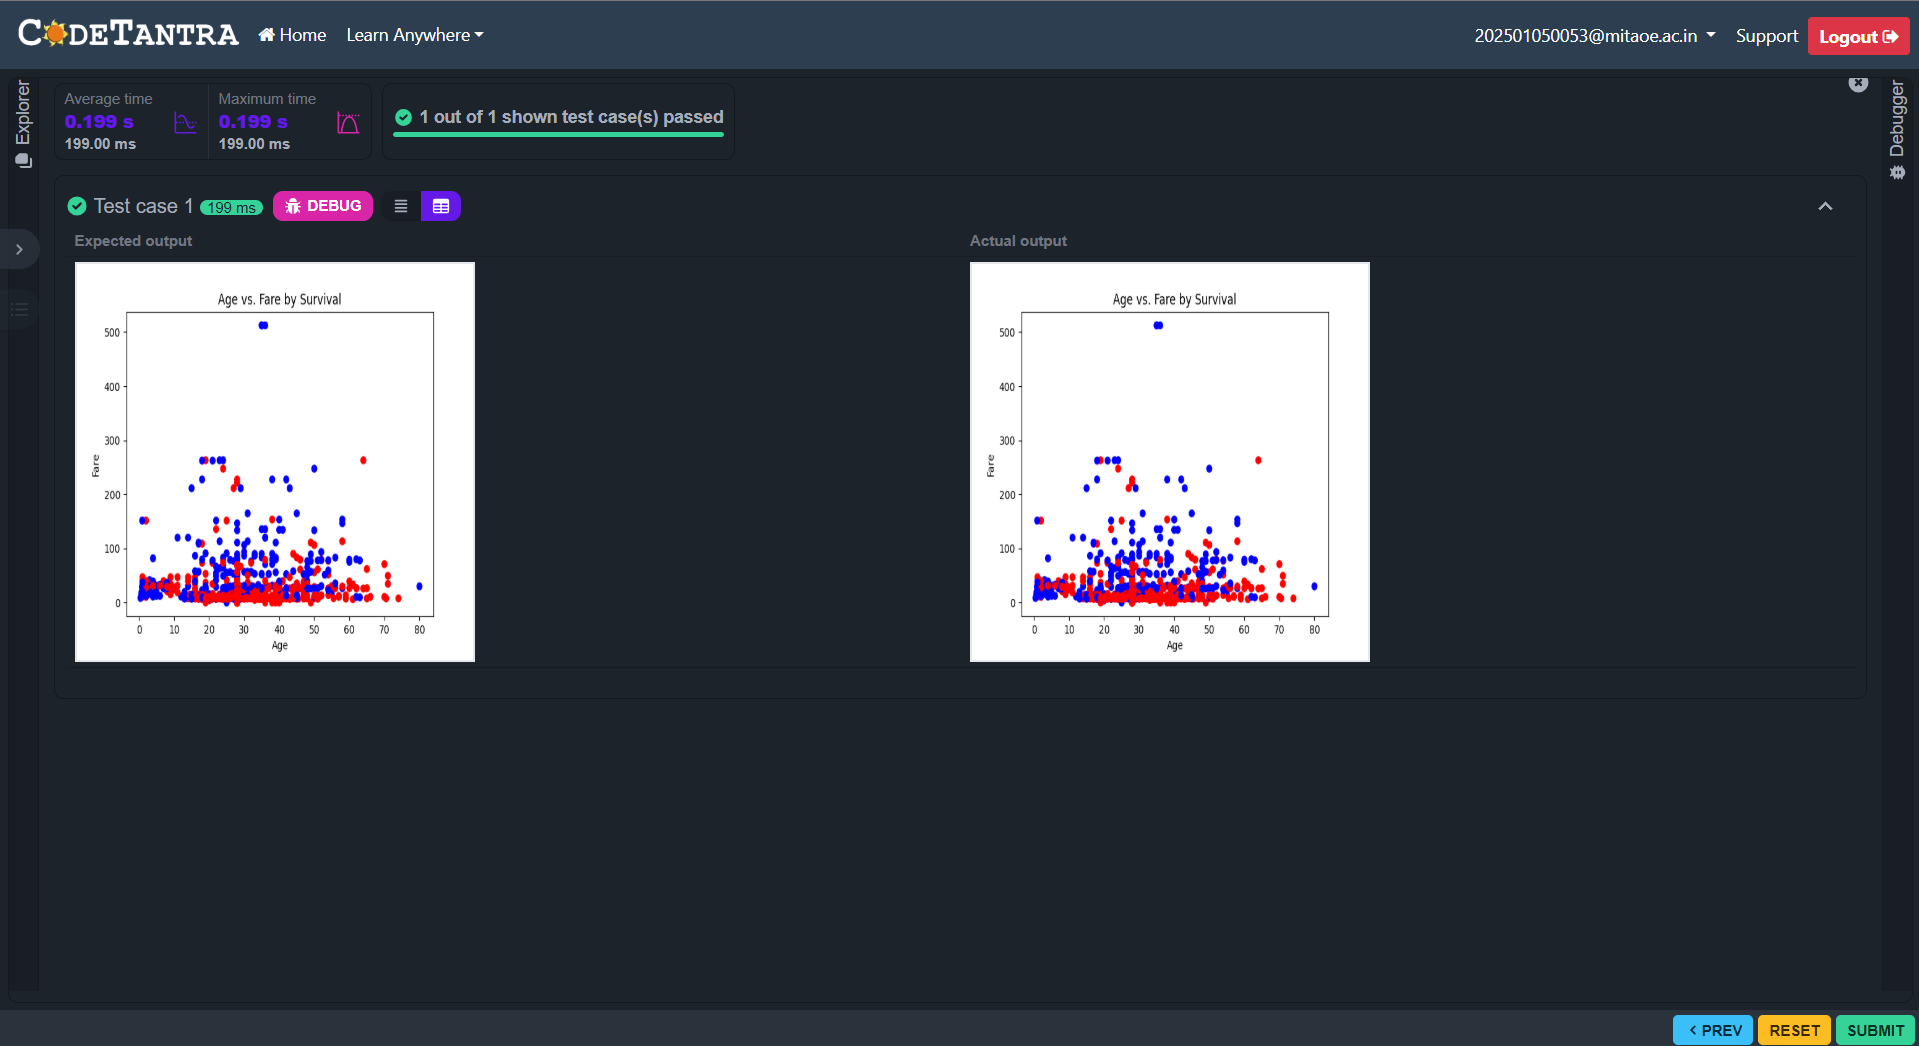 CODETANTRA Home Learn Anywhere 202501050053@mitaoe.ac.in Support Logout
Explorer
Average time
0.199 s
199.00 ms
Maximum time
0.199 s
199.00 ms
1 out of 1 shown test case(s) passed
Debugger
Test case 1 199 ms DEBUG
Expected output
Actual output
Age vs. Fare by Survival
500
400
300
200
100
0
Fare
0 10 20 30 40 50 60 70 80
Age
Age vs. Fare by Survival
500
400
300
200
100
0
Fare
0 10 20 30 40 50 60 70 80
Age
PREV RESET SUBMIT